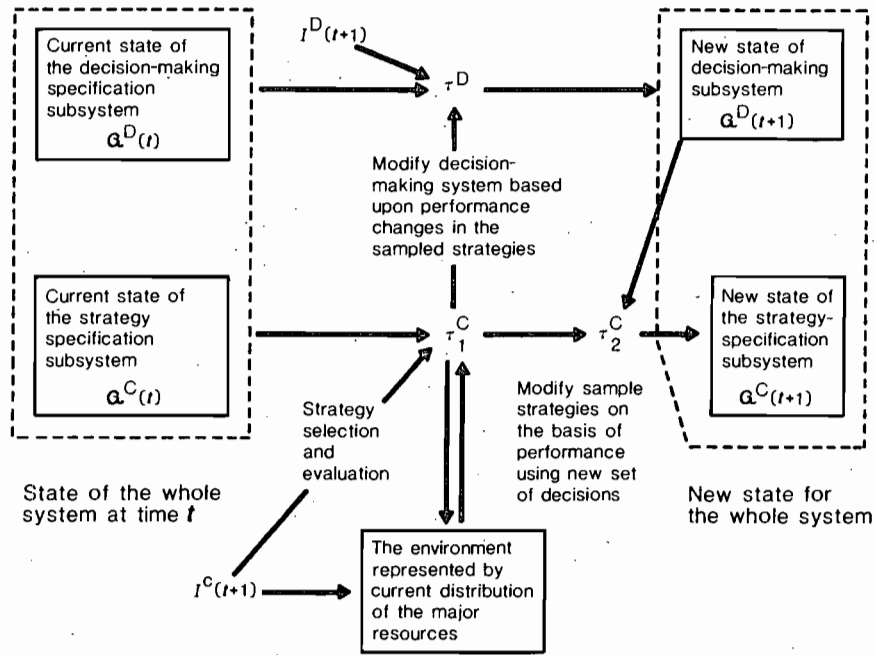 Current state of
the decision-making
specification
subsystem
𝒢ᴰ(t)
Iᴰ(t+1)
τᴰ
New state of
decision-making
subsystem
𝒢ᴰ(t+1)
Modify decision-
making system based
upon performance
changes in the
sampled strategies
Current state of
the strategy
specification
subsystem
𝒢ᶜ(t)
τ₁ᶜ
τ₂ᶜ
New state of
the strategy-
specification
subsystem
𝒢ᶜ(t+1)
Strategy
selection
and
evaluation
Modify sample
strategies on
the basis of
performance
using new set
of decisions
State of the whole
system at time t
New state for
the whole system
The environment
represented by
current distribution
of the major
resources
Iᶜ(t+1)